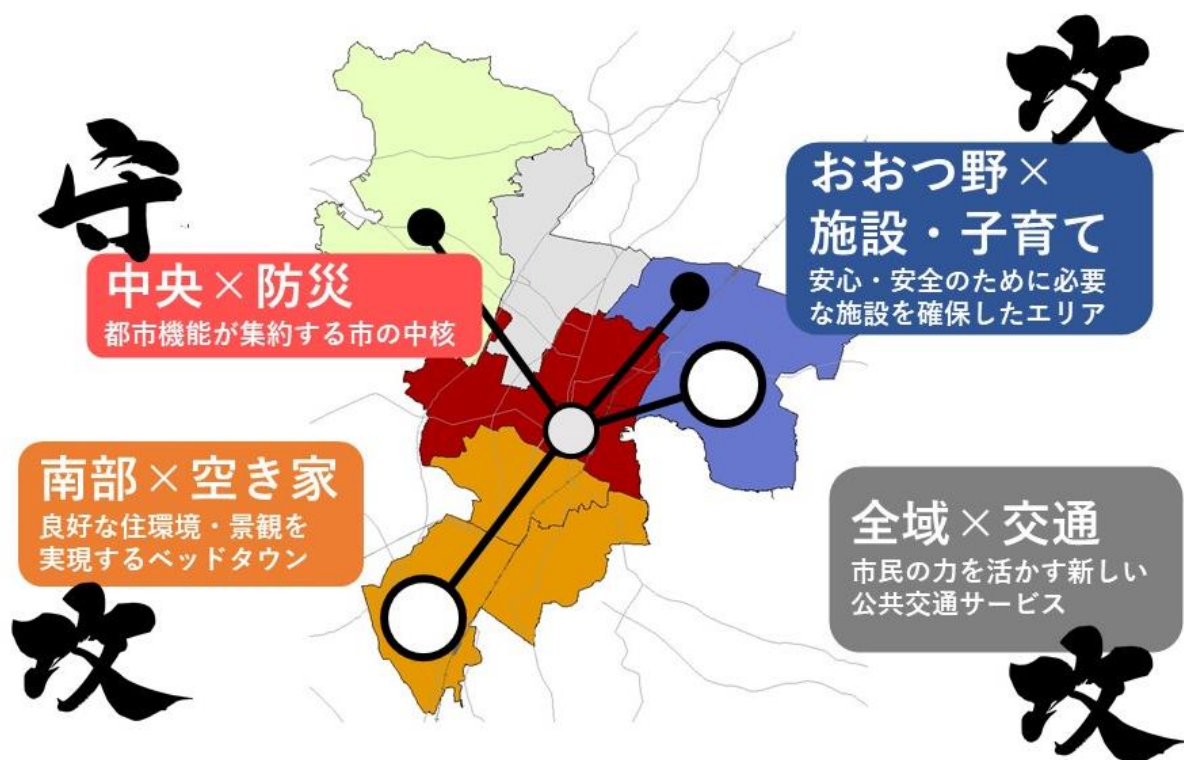 守
中央×防災
都市機能が集約する市の中核
攻
おおつ野×
施設・子育て
安心・安全のために必要
な施設を確保したエリア
南部×空き家
良好な住環境・景観を
実現するベッドタウン
攻
全域×交通
市民の力を活かす新しい
公共交通サービス
攻